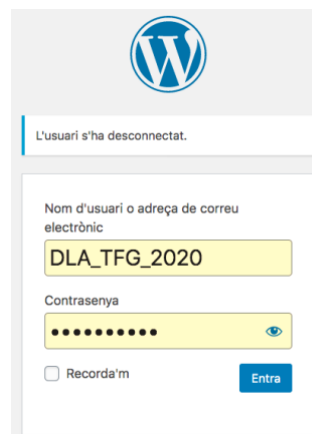 L'usuari s'ha desconnectat.
Nom d'usuari o adreça de correu
electrònic
DLA_TFG_2020
Contrasenya
••••••••••
Recorda'm
Entra